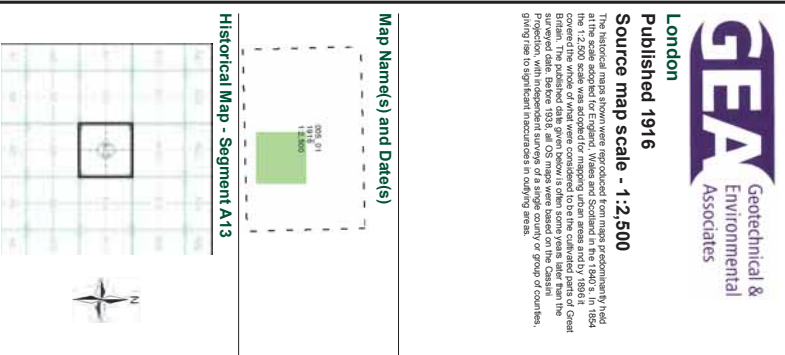 GEA
Geotechnical &
Environmental
Associates
London
Published 1916
Source map scale - 1:2,500
The historical maps shown were reproduced from maps predominantly held
at the scale adopted for England, Wales and Scotland in the 1840's. In 1854
the 1:2,500 scale was adopted for mapping urban areas and by 1896 it
covered the whole of what were considered to be the cultivated parts of Great
Britain. The published date given below is often some years later than the
surveyed date. Before 1938, all OS maps were based on the Cassini
Projection, with independent surveys of a single county or group of counties,
giving rise to significant inaccuracies in outlying areas.
Map Name(s) and Date(s)
005_01
1916
1:2,500
Historical Map - Segment A13
N